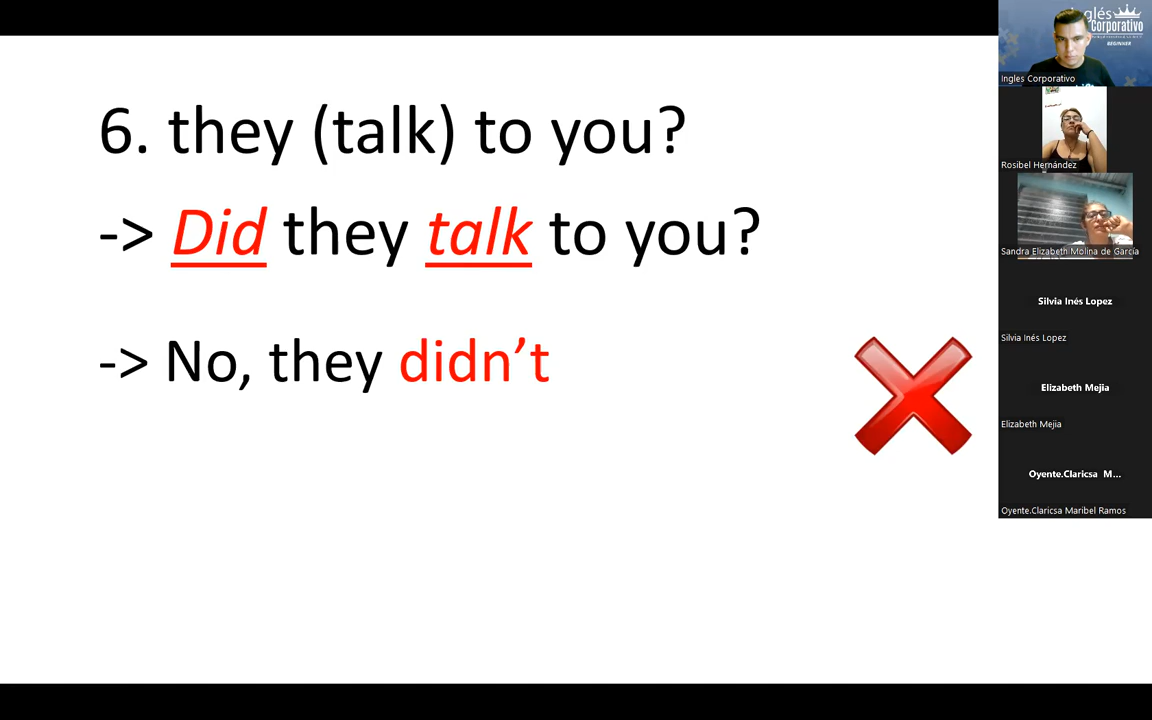 6. they (talk) to you?
-> Did they talk to you?
-> No, they didn’t
Inglés
Corporativo
BEGINNER
Ingles Corporativo
Rosibel Hernández
Sandra Elizabeth Molina de García
Silvia Inés Lopez
Silvia Inés Lopez
Elizabeth Mejia
Elizabeth Mejia
Oyente.Claricsa M...
Oyente.Claricsa Maribel Ramos